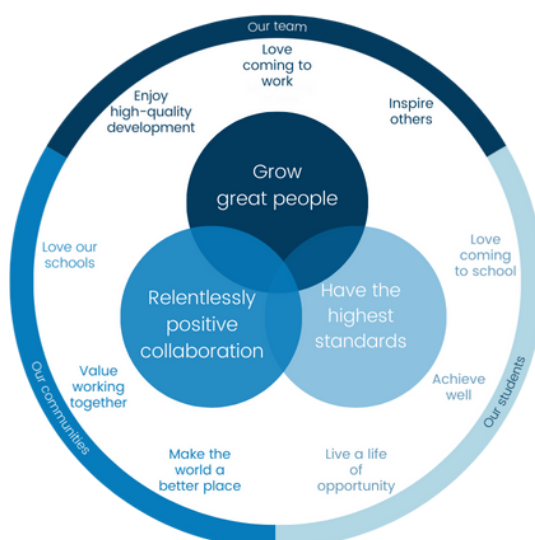 Our team
Love
coming to
work
Enjoy
high-quality
development
Inspire
others
Grow
great people
Love our
schools
Love
coming
to school
Relentlessly
positive
collaboration
Have the
highest
standards
Value
working
together
Achieve
well
Our communities
Our students
Make the
world a
better place
Live a life
of
opportunity